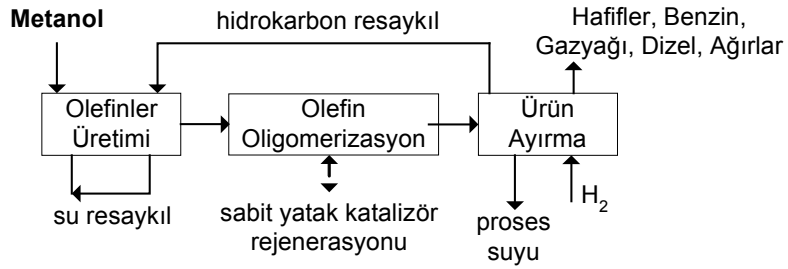 Metanol
hidrokarbon resaykıl
Hafifler, Benzin,
Gazyağı, Dizel, Ağırlar
Olefinler
Üretimi
Olefin
Oligomerizasyon
Ürün
Ayırma
su resaykıl
sabit yatak katalizör
rejenerasyonu
proses
suyu
H₂